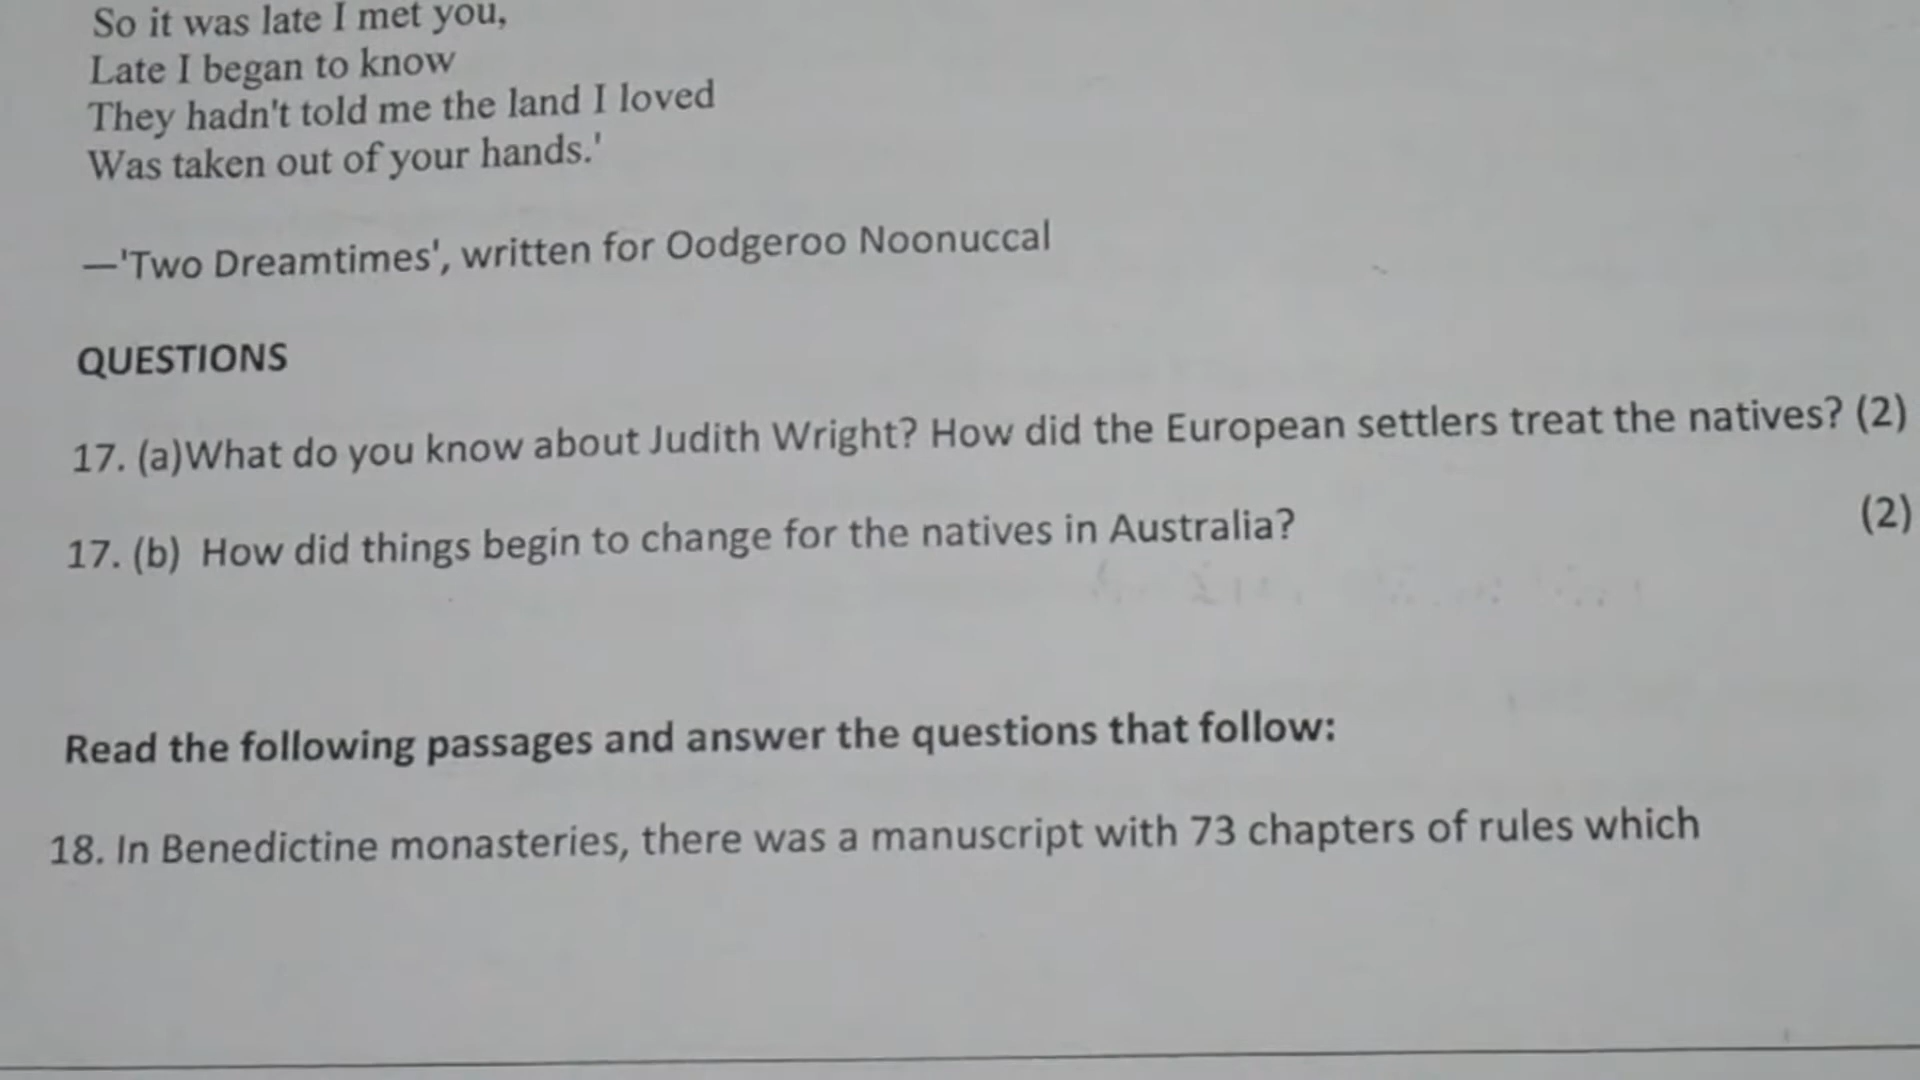 So it was late I met you,
Late I began to know
They hadn't told me the land I loved
Was taken out of your hands.'
—'Two Dreamtimes', written for Oodgeroo Noonuccal
QUESTIONS
17. (a)What do you know about Judith Wright? How did the European settlers treat the natives? (2)
17. (b) How did things begin to change for the natives in Australia? (2)
Read the following passages and answer the questions that follow:
18. In Benedictine monasteries, there was a manuscript with 73 chapters of rules which